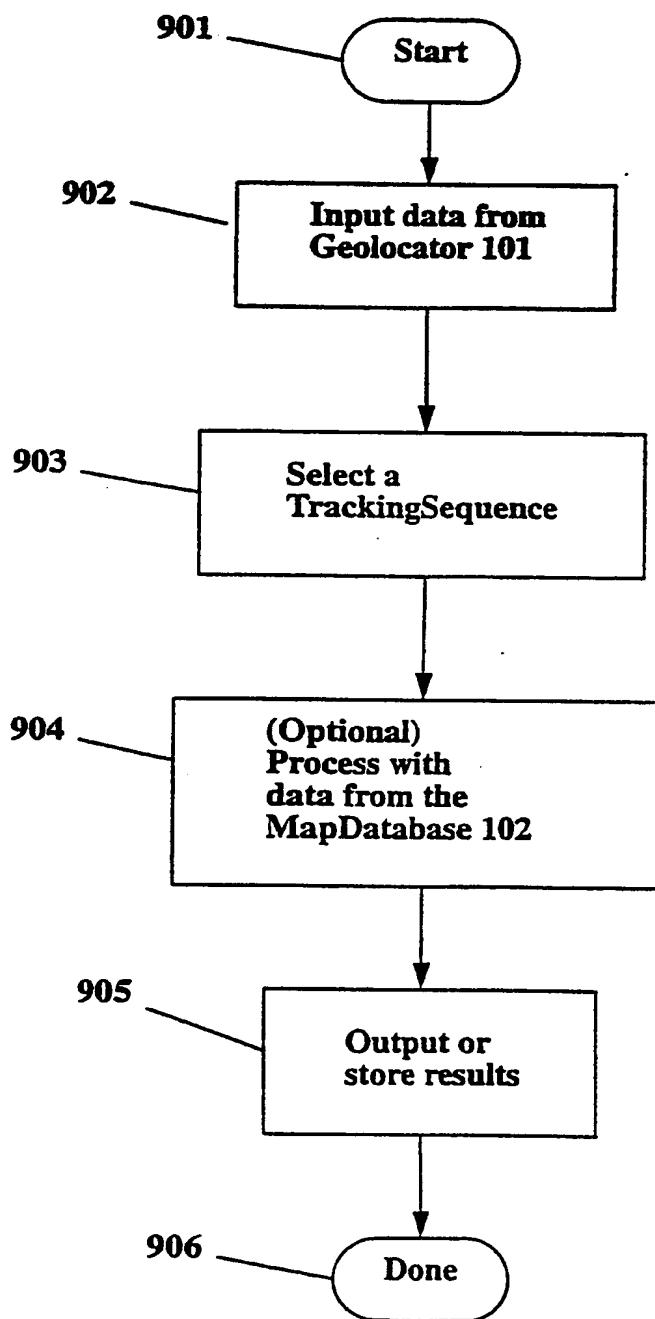 901
Start
902
Input data from
Geolocator 101
903
Select a
TrackingSequence
904
(Optional)
Process with
data from the
MapDatabase 102
905
Output or
store results
906
Done